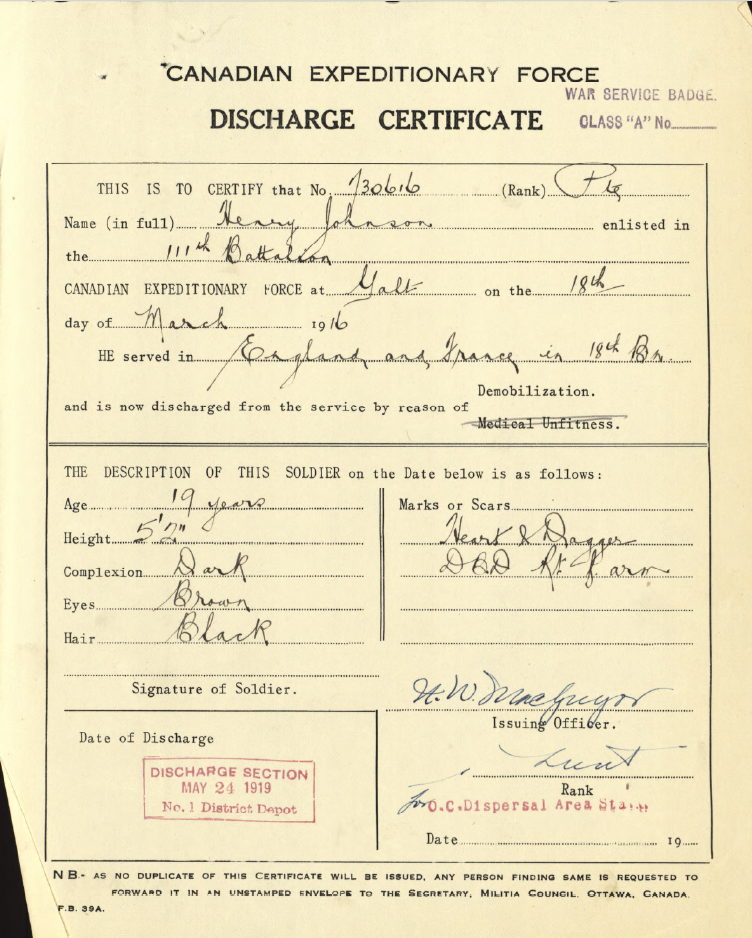 CANADIAN EXPEDITIONARY FORCE
WAR SERVICE BADGE.
DISCHARGE CERTIFICATE
CLASS "A" No.
THIS IS TO CERTIFY that No. 730616 (Rank) Pte
Name (in full) Henry Johnson enlisted in
the 111th Battalion
CANADIAN EXPEDITIONARY FORCE at Galt on the 18th
day of March 1916
HE served in England and France in 18th Bn.
Demobilization.
and is now discharged from the service by reason of
Medical Unfitness.
THE DESCRIPTION OF THIS SOLDIER on the Date below is as follows:
Age 19 years
Height 5'2"
Complexion Dark
Eyes Brown
Hair Black
Marks or Scars
Heart & Dagger
Rt. F arm
Signature of Soldier.
H.W. MacGregor
Issuing Officer.
Lieut
Rank
for O.C. Dispersal Area Stat
Date 19
Date of Discharge
DISCHARGE SECTION
MAY 24 1919
No. 1 District Depot
NB- AS NO DUPLICATE OF THIS CERTIFICATE WILL BE ISSUED, ANY PERSON FINDING SAME IS REQUESTED TO
FORWARD IT IN AN UNSTAMPED ENVELOPE TO THE SECRETARY, MILITIA COUNCIL. OTTAWA, CANADA.
F.B. 39A.